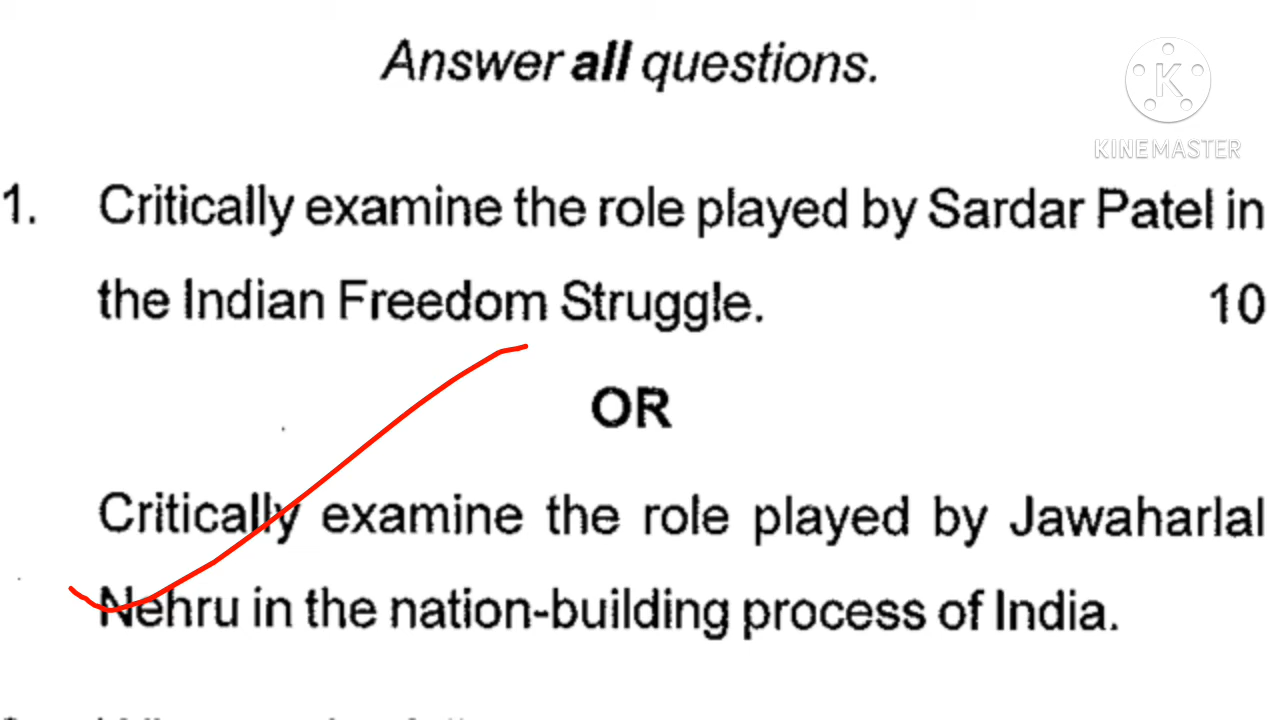 Answer all questions.
KINEMASTER
1. Critically examine the role played by Sardar Patel in
the Indian Freedom Struggle. 10
OR
Critically examine the role played by Jawaharlal
Nehru in the nation-building process of India.